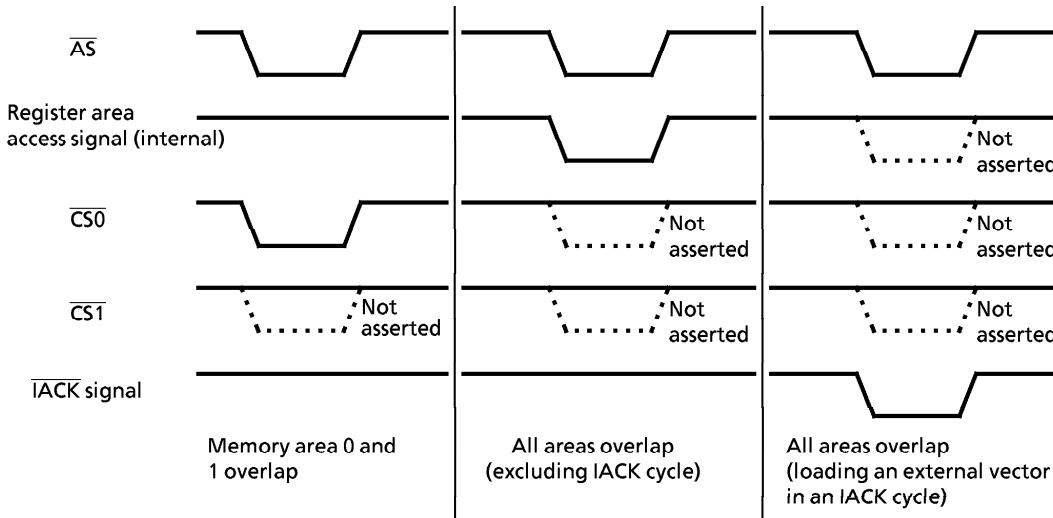 AS
Register area
access signal (internal)
Not
asserted
CS0
Not
asserted
Not
asserted
CS1
Not
asserted
Not
asserted
Not
asserted
IACK signal
Memory area 0 and
1 overlap
All areas overlap
(excluding IACK cycle)
All areas overlap
(loading an external vector
in an IACK cycle)